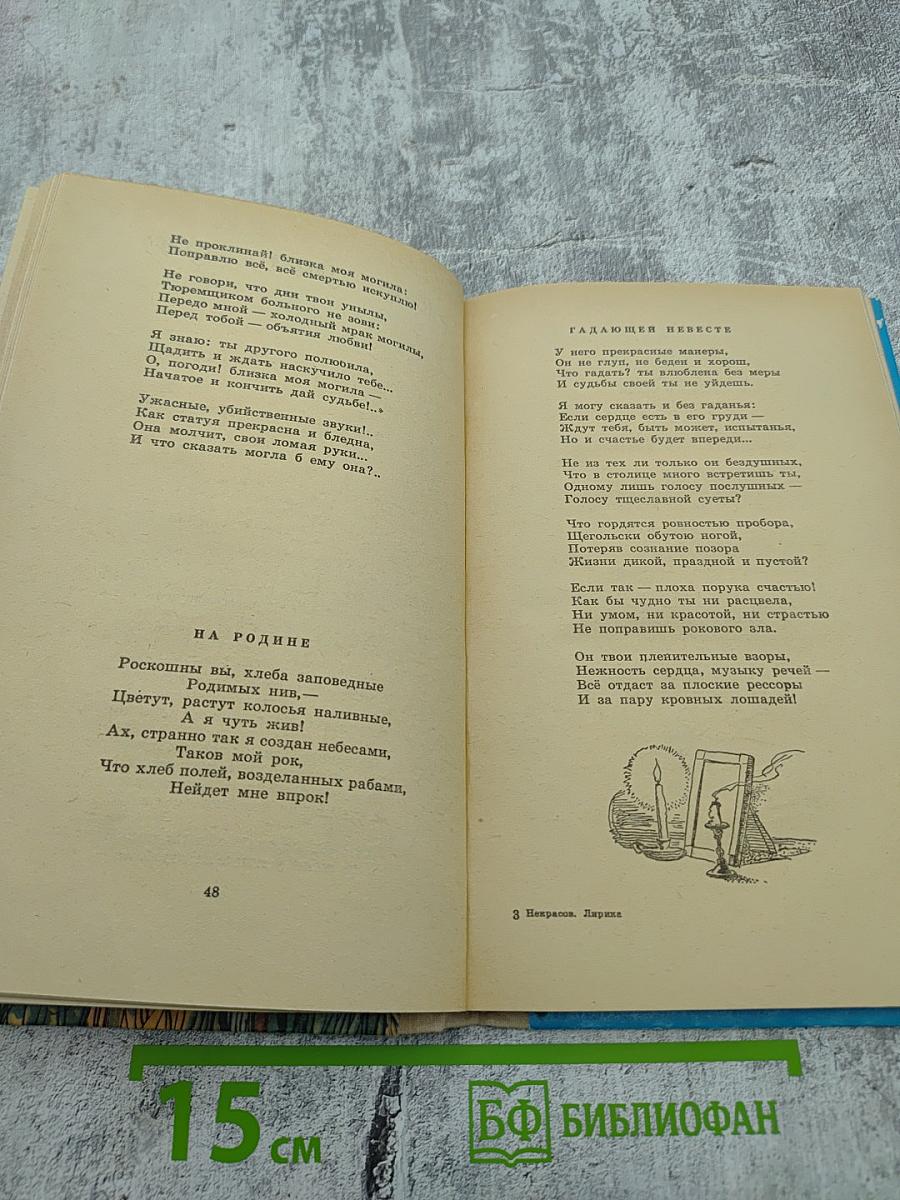 Не проклинай! близка моя могила:
Поправлю всё, всё смертью искуплю!
Не говори, что дни твои унылы,
Тюремщиком больного не зови:
Передо мной — холодный мрак могилы,
Перед тобой — объятия любви!
Я знаю: ты другого полюбила,
Щадить и ждать наскучило тебе...
О, погоди! близка моя могила —
Начатое и кончить дай судьбе!..»
Ужасные, убийственные звуки!..
Как статуя прекрасна и бледна,
Она молчит, свои ломая руки...
И что сказать могла б ему она?..
НА РОДИНЕ
Роскошны вы, хлеба заповедные
Родимых нив,—
Цветут, растут колосья наливные,
А я чуть жив!
Ах, странно так я создан небесами,
Таков мой рок,
Что хлеб полей, возделанных рабами,
Нейдет мне впрок!
48
ГАДАЮЩЕЙ НЕВЕСТЕ
У него прекрасные манеры,
Он не глуп, не беден и хорош,
Что гадать? ты влюблена без меры
И судьбы своей ты не уйдешь.
Я могу сказать и без гаданья:
Если сердце есть в его груди —
Ждут тебя, быть может, испытанья,
Но и счастье будет впереди...
Не из тех ли только он бездушных,
Что в столице много встретишь ты,
Одному лишь голосу послушных —
Голосу тщеславной суеты?
Что гордятся ровностью пробора,
Щегольски обутою ногой,
Потеряв сознание позора
Жизни дикой, праздной и пустой?
Если так — плоха порука счастью!
Как бы чудно ты ни расцвела,
Ни умом, ни красотой, ни страстью
Не поправишь рокового зла.
Он твои пленительные взоры,
Нежность сердца, музыку речей —
Всё отдаст за плоские рессоры
И за пару кровных лошадей!
3 Некрасов. Лирика
15 см
БФ БИБЛИОФАН